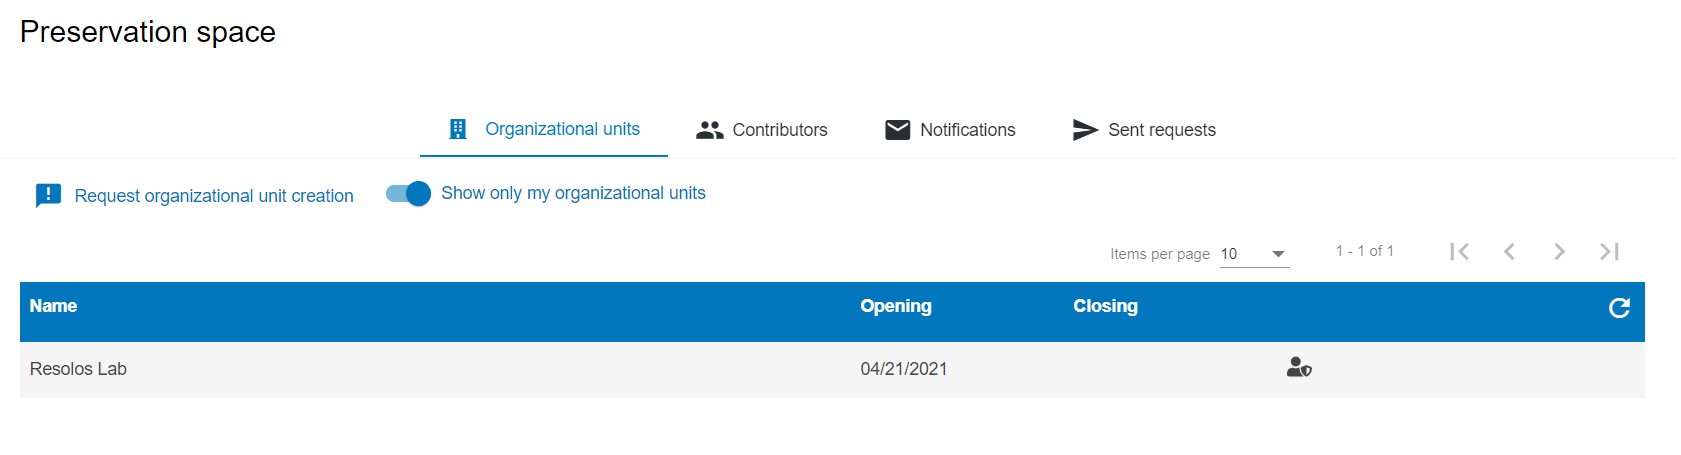 Preservation space
Organizational units Contributors Notifications Sent requests
Request organizational unit creation Show only my organizational units
Items per page 10 1 - 1 of 1
Name Opening Closing
Resolos Lab 04/21/2021